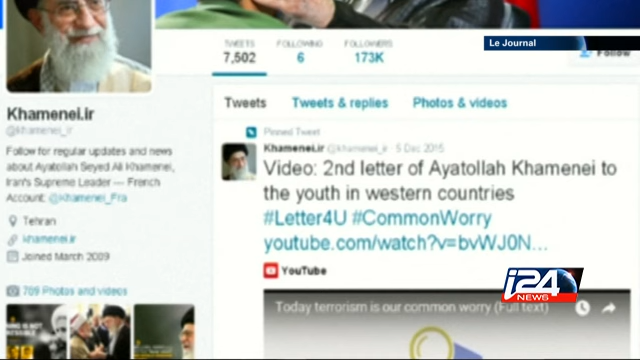 Le Journal
TWEETS FOLLOWING FOLLOWERS
7,502 6 173K
Follow
Tweets Tweets & replies Photos & videos
Khamenei.ir
@khamenei_ir
Follow for regular updates and news
about Ayatollah Seyed Ali Khamenei,
Iran's Supreme Leader — French
Account: @khamenei_Fra
Tehran
khamenei.ir
Joined March 2009
769 Photos and videos
Pinned Tweet
Khamenei.ir @khamenei_ir · 5 Dec 2015
Video: 2nd letter of Ayatollah Khamenei to
the youth in western countries
#Letter4U #CommonWorry
youtube.com/watch?v=bvWJ0N...
YouTube
Today terrorism is our common worry (Full text)
i24
NEWS